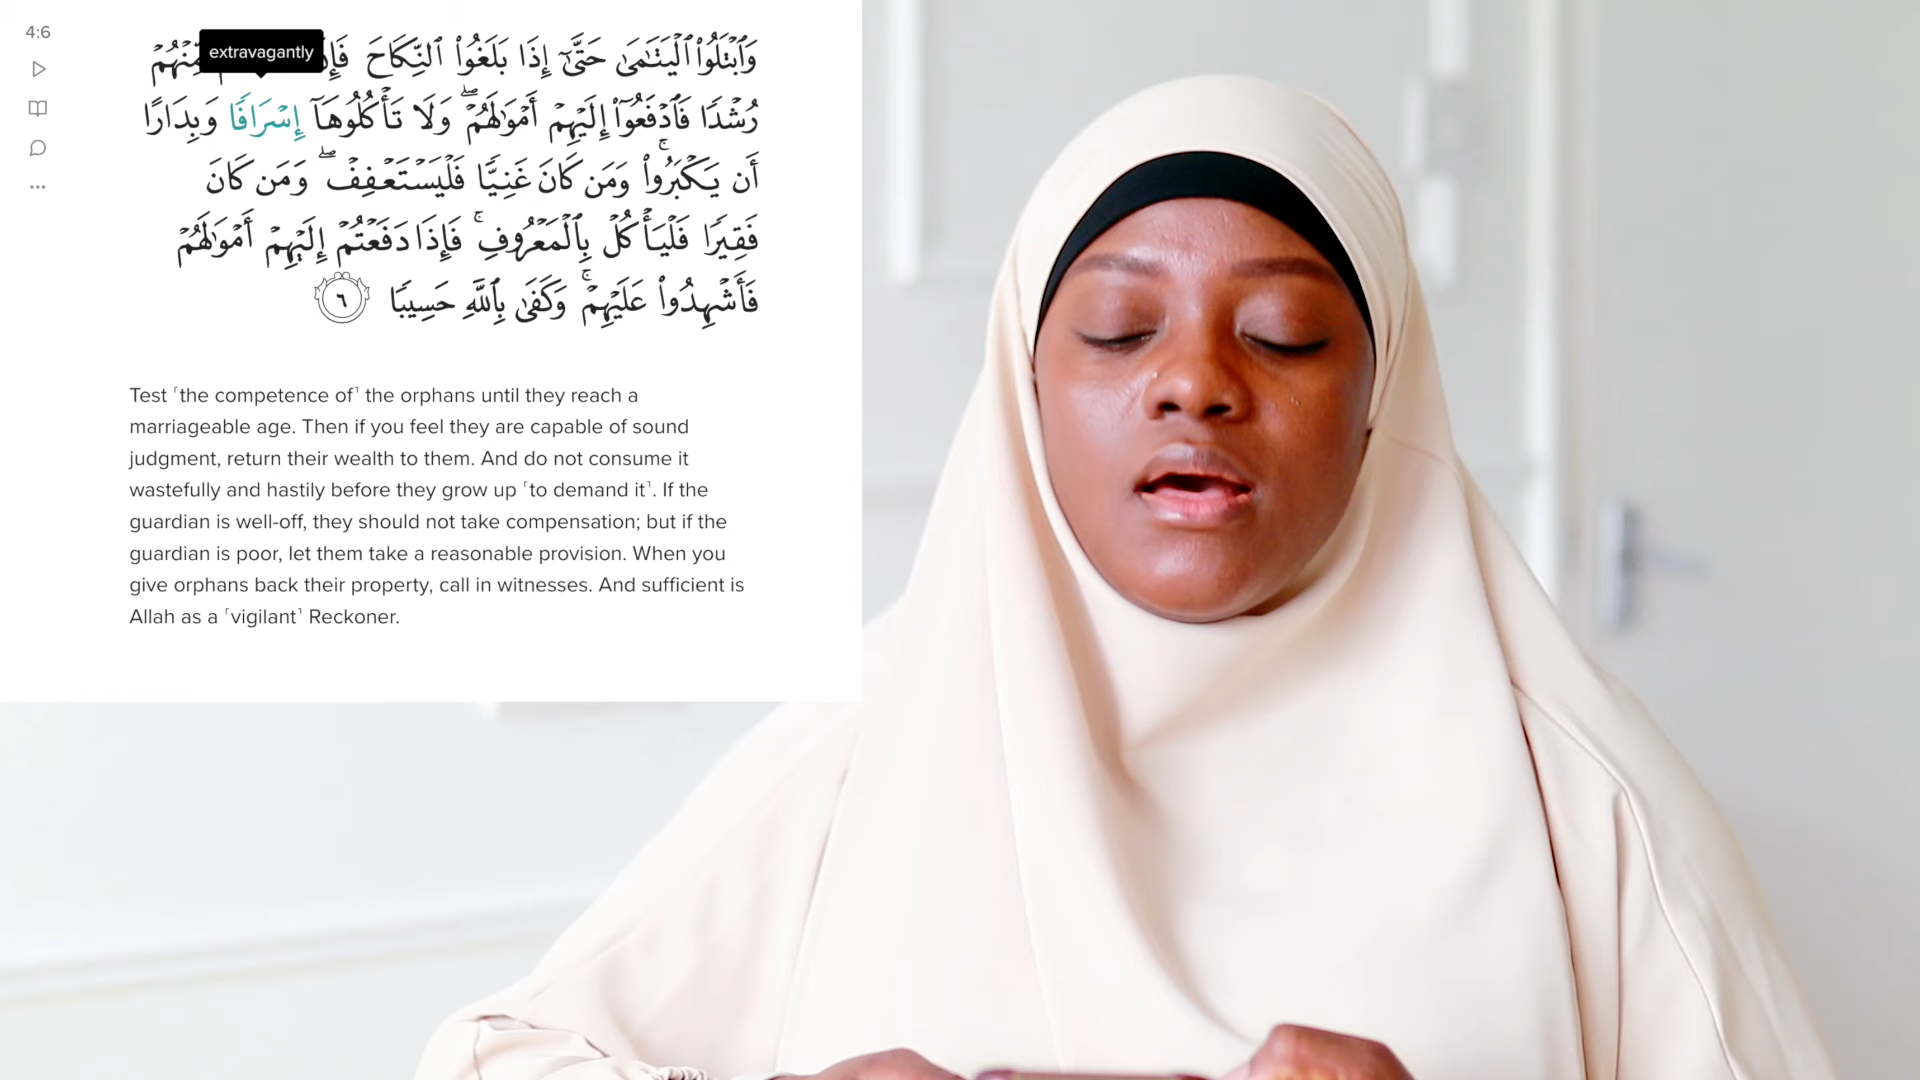 4:6
extravagantly
وَٱبْتَلُوا۟ ٱلْيَتَـٰمَىٰ حَتَّىٰٓ إِذَا بَلَغُوا۟ ٱلنِّكَاحَ مِّنْهُمْ
رُشْدًا فَٱدْفَعُوٓا۟ إِلَيْهِمْ أَمْوَٰلَهُمْ ۖ وَلَا تَأْكُلُوهَآ إِسْرَافًا وَبِدَارًا
أَن يَكْبَرُوا۟ ۚ وَمَن كَانَ غَنِيًّا فَلْيَسْتَعْفِفْ ۖ وَمَن كَانَ
فَقِيرًا فَلْيَأْكُلْ بِٱلْمَعْرُوفِ ۚ فَإِذَا دَفَعْتُمْ إِلَيْهِمْ أَمْوَٰلَهُمْ
فَأَشْهِدُوا۟ عَلَيْهِمْ ۚ وَكَفَىٰ بِٱللَّهِ حَسِيبًا ٦
Test ⸢the competence of⸣ the orphans until they reach a
marriageable age. Then if you feel they are capable of sound
judgment, return their wealth to them. And do not consume it
wastefully and hastily before they grow up ⸢to demand it⸣. If the
guardian is well-off, they should not take compensation; but if the
guardian is poor, let them take a reasonable provision. When you
give orphans back their property, call in witnesses. And sufficient is
Allah as a ⸢vigilant⸣ Reckoner.